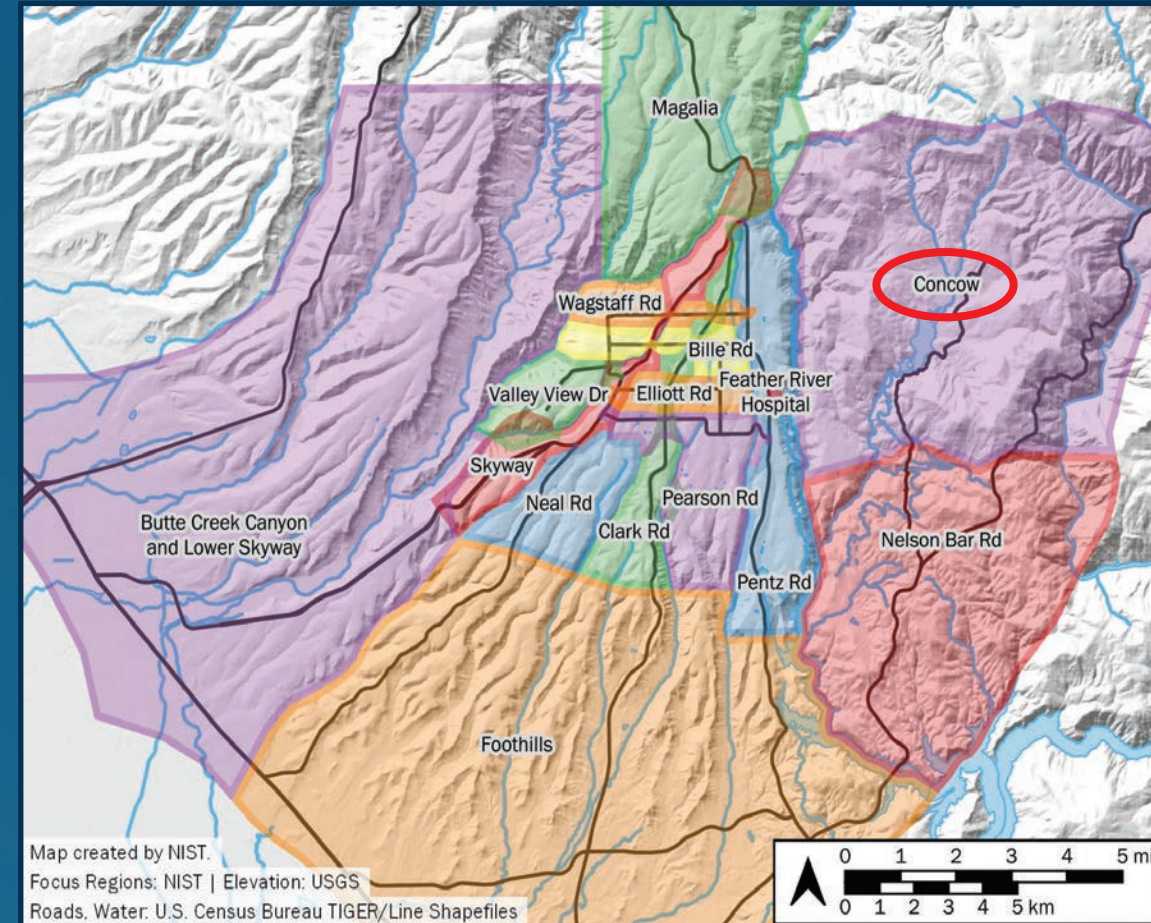 Magalia
Concow
Wagstaff Rd
Bille Rd
Valley View Dr
Elliott Rd
Feather River
Hospital
Skyway
Neal Rd
Pearson Rd
Butte Creek Canyon
and Lower Skyway
Clark Rd
Nelson Bar Rd
Pentz Rd
Foothills
Map created by NIST.
Focus Regions: NIST | Elevation: USGS
Roads, Water: U.S. Census Bureau TIGER/Line Shapefiles
0 1 2 3 4 5 mi
0 1 2 3 4 5 km